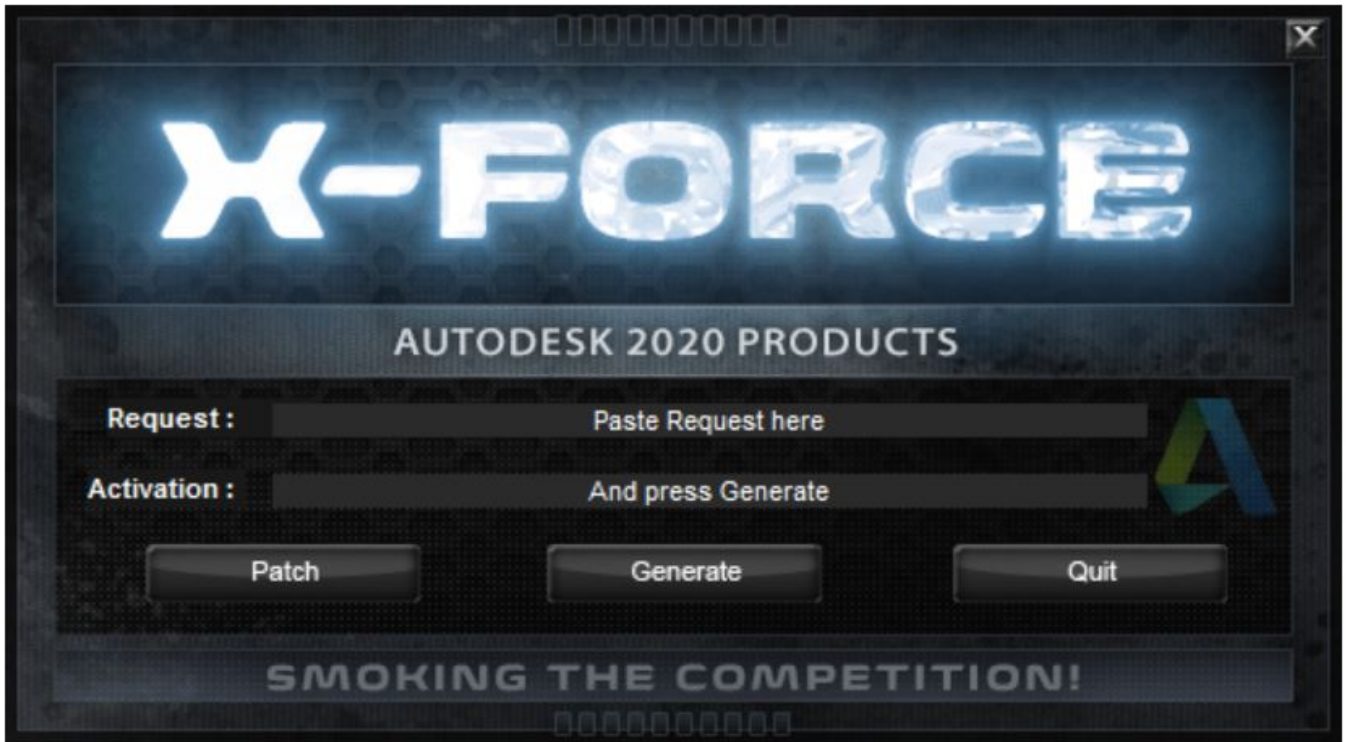 X-FORCE
AUTODESK 2020 PRODUCTS
Request : Paste Request here
Activation : And press Generate
Patch Generate Quit
SMOKING THE COMPETITION!